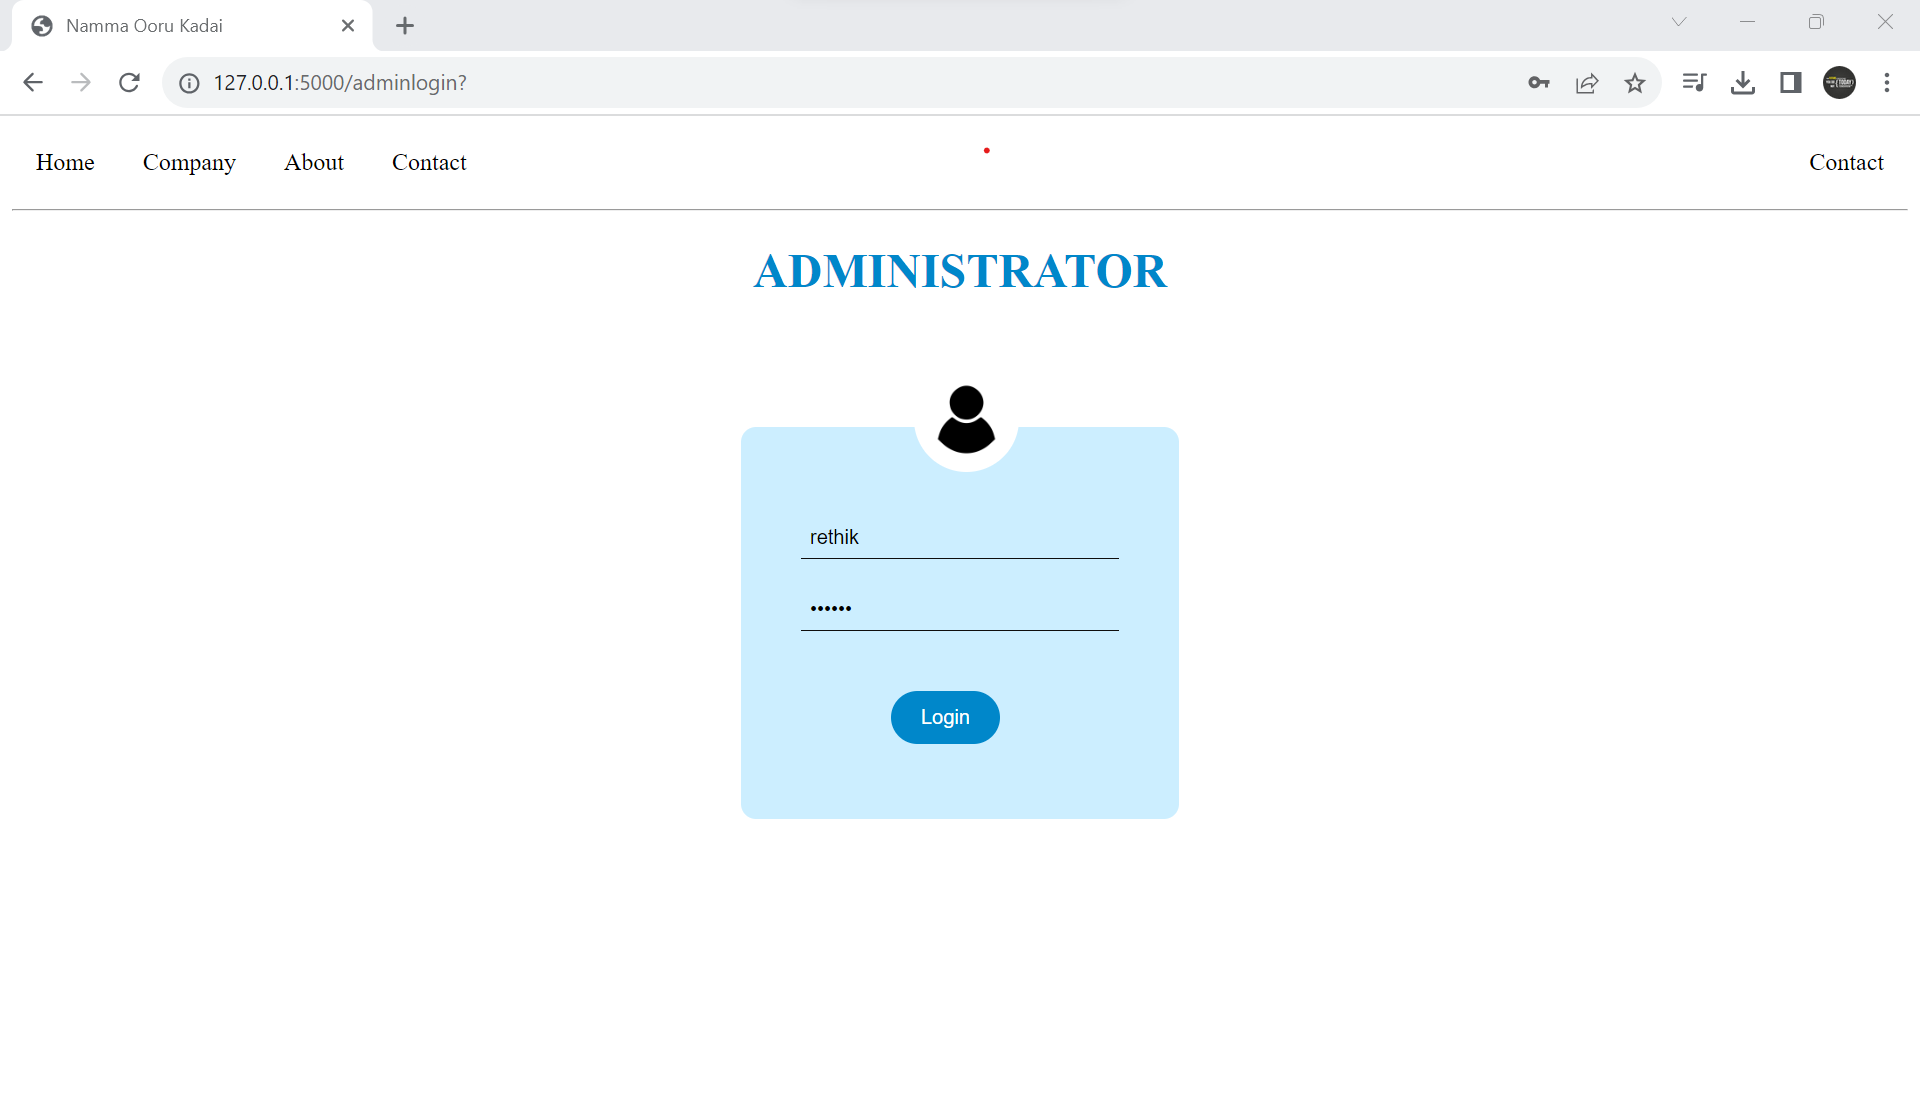 Namma Ooru Kadai
127.0.0.1:5000/adminlogin?
Home Company About Contact Contact
ADMINISTRATOR
rethik
••••••
Login